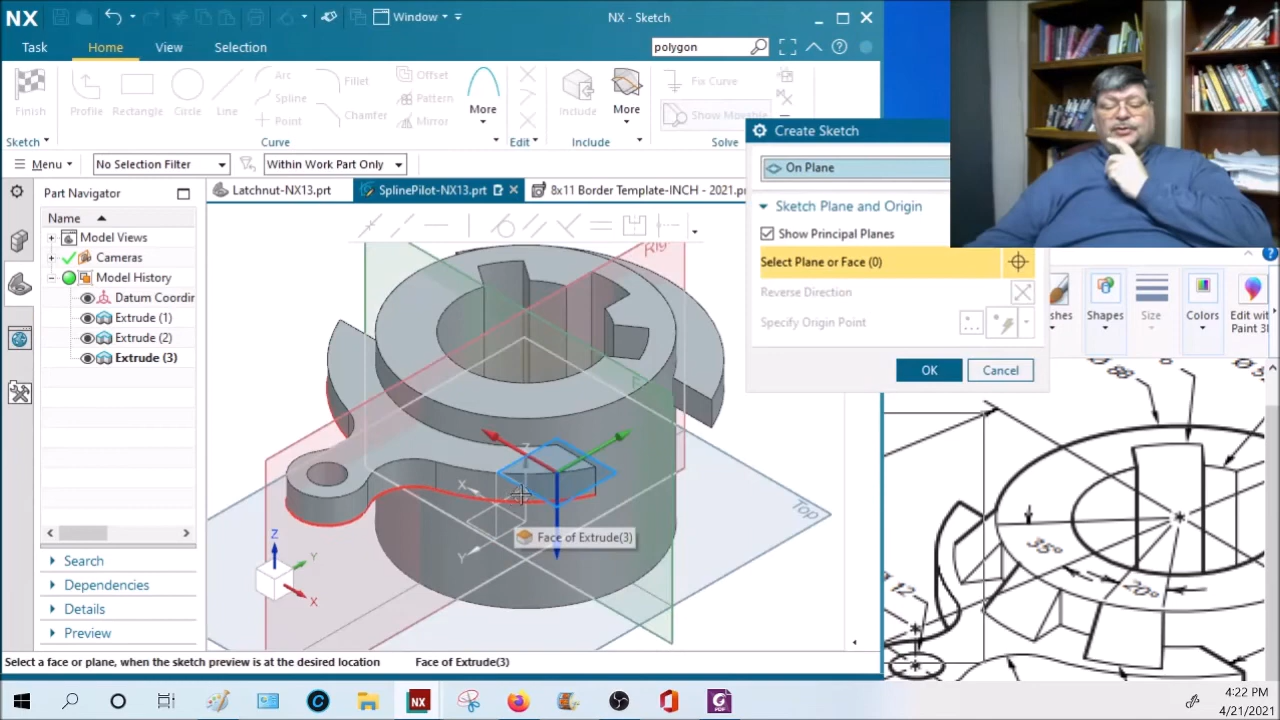 NX
Window
NX - Sketch
Task
Home
View
Selection
polygon
Finish
Profile
Rectangle
Circle
Line
Arc
Spline
Point
Fillet
Chamfer
Offset
Pattern
Mirror
More
Include
More
Fix Curve
Show Movable
Sketch
Curve
Edit
Include
Solve
Menu
No Selection Filter
Within Work Part Only
Create Sketch
On Plane
Sketch Plane and Origin
Show Principal Planes
Select Plane or Face (0)
Reverse Direction
Specify Origin Point
OK
Cancel
Part Navigator
Name
Model Views
Cameras
Model History
Datum Coordir
Extrude (1)
Extrude (2)
Extrude (3)
Search
Dependencies
Details
Preview
Latchnut-NX13.prt
SplinePilot-NX13.prt
8x11 Border Template-INCH - 2021.pr
Top
X
Y
Z
Face of Extrude(3)
Z
Y
X
Shapes
Size
Colors
Edit with
Paint 3D
Ø 88
35°
20°
X 12
Select a face or plane, when the sketch preview is at the desired location
Face of Extrude(3)
NX
4:22 PM
4/21/2021